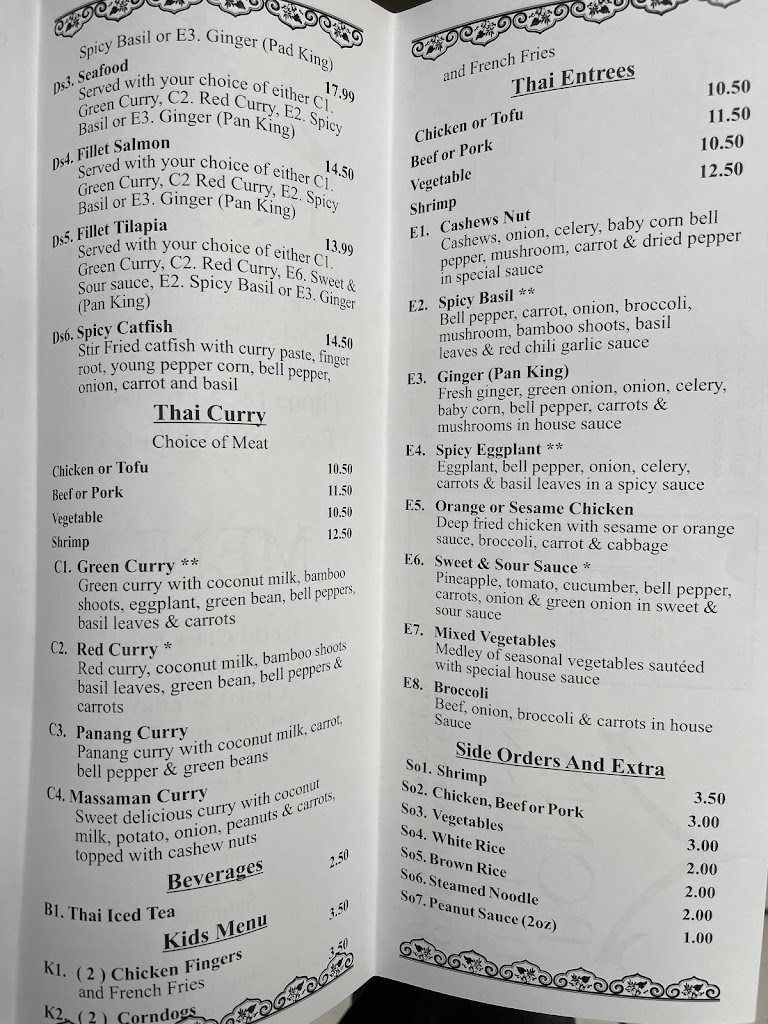 Spicy Basil or E3. Ginger (Pad King)
Ds3. Seafood 17.99
Served with your choice of either C1.
Green Curry, C2. Red Curry, E2. Spicy
Basil or E3. Ginger (Pan King)
Ds4. Fillet Salmon 14.50
Served with your choice of either C1.
Green Curry, C2 Red Curry, E2. Spicy
Basil or E3. Ginger (Pan King)
Ds5. Fillet Tilapia 13.99
Served with your choice of either C1.
Green Curry, C2. Red Curry, E6. Sweet &
Sour sauce, E2. Spicy Basil or E3. Ginger
(Pan King)
Ds6. Spicy Catfish 14.50
Stir Fried catfish with curry paste, finger
root, young pepper corn, bell pepper,
onion, carrot and basil
Thai Curry
Choice of Meat
Chicken or Tofu 10.50
Beef or Pork 11.50
Vegetable 10.50
Shrimp 12.50
C1. Green Curry **
Green curry with coconut milk, bamboo
shoots, eggplant, green bean, bell peppers,
basil leaves & carrots
C2. Red Curry *
Red curry, coconut milk, bamboo shoots
basil leaves, green bean, bell peppers &
carrots
C3. Panang Curry
Panang curry with coconut milk, carrot,
bell pepper & green beans
C4. Massaman Curry
Sweet delicious curry with coconut
milk, potato, onion, peanuts & carrots,
topped with cashew nuts
Beverages
B1. Thai Iced Tea 2.50
Kids Menu
K1. ( 2 ) Chicken Fingers 3.50
and French Fries
K2. ( 2 ) Corndogs 3.50
and French Fries
Thai Entrees
Chicken or Tofu 10.50
Beef or Pork 11.50
Vegetable 10.50
Shrimp 12.50
E1. Cashews Nut
Cashews, onion, celery, baby corn bell
pepper, mushroom, carrot & dried pepper
in special sauce
E2. Spicy Basil **
Bell pepper, carrot, onion, broccoli,
mushroom, bamboo shoots, basil
leaves & red chili garlic sauce
E3. Ginger (Pan King)
Fresh ginger, green onion, onion, celery,
baby corn, bell pepper, carrots &
mushrooms in house sauce
E4. Spicy Eggplant **
Eggplant, bell pepper, onion, celery,
carrots & basil leaves in a spicy sauce
E5. Orange or Sesame Chicken
Deep fried chicken with sesame or orange
sauce, broccoli, carrot & cabbage
E6. Sweet & Sour Sauce *
Pineapple, tomato, cucumber, bell pepper,
carrots, onion & green onion in sweet &
sour sauce
E7. Mixed Vegetables
Medley of seasonal vegetables sautéed
with special house sauce
E8. Broccoli
Beef, onion, broccoli & carrots in house
Sauce
Side Orders And Extra
So1. Shrimp 3.50
So2. Chicken, Beef or Pork 3.00
So3. Vegetables 3.00
So4. White Rice 2.00
So5. Brown Rice 2.00
So6. Steamed Noodle 2.00
So7. Peanut Sauce (2oz) 1.00